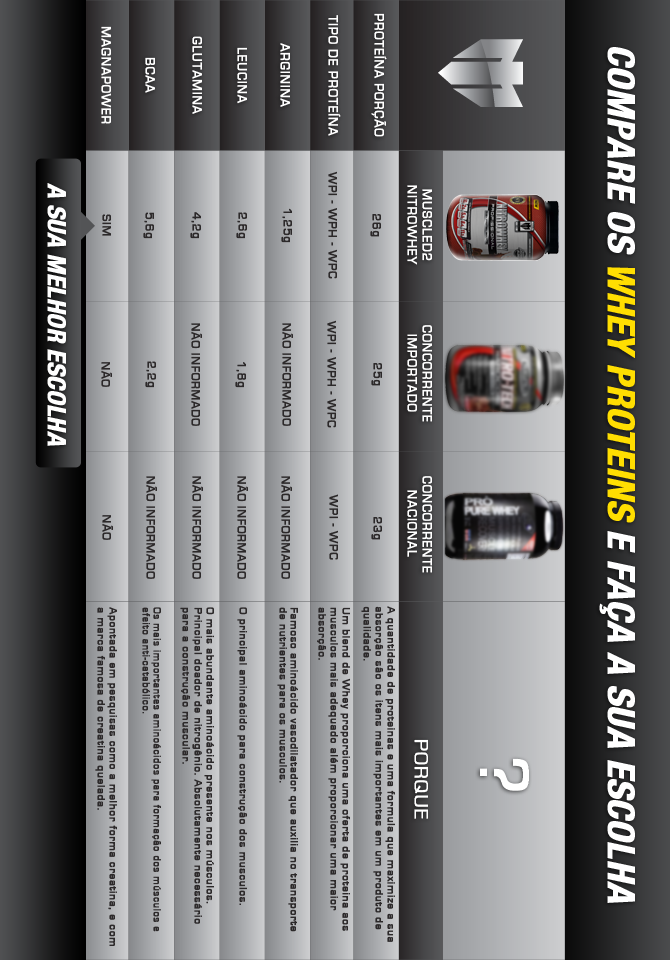 COMPARE OS WHEY PROTEINS E FAÇA A SUA ESCOLHA
NITRO-TECH
PRO
PURE WHEY
?
MUSCLED2
NITROWHEY
CONCORRENTE
IMPORTADO
CONCORRENTE
NACIONAL
PORQUE
PROTEÍNA PORÇÃO
26g
25g
23g
A quantidade de proteínas e uma formula que maximize a sua
absorção são os itens mais importantes em um produto de
qualidade.
TIPO DE PROTEÍNA
WPI - WPH - WPC
WPI - WPH - WPC
WPI - WPC
Um blend de Whey proporciona uma oferta de proteína aos
musculos mais adequado além proporcionar uma maior
absorção.
ARGININA
1,25g
NÃO INFORMADO
NÃO INFORMADO
Famoso aminoácido vasodilatador que auxilia no transporte
de nutrientes para os musculos.
LEUCINA
2,6g
1,8g
NÃO INFORMADO
O principal aminoácido para construção dos musculos.
GLUTAMINA
4,2g
NÃO INFORMADO
NÃO INFORMADO
O mais abundante aminoácido presente nos músculos.
Principal doador de nitrogênio. Absolutamente necessário
para a construção muscular.
BCAA
5,6g
2,2g
NÃO INFORMADO
Os mais importantes aminoácidos para formação dos músculos e
efeito anti-catabólico.
MAGNAPOWER
SIM
NÃO
NÃO
Apontada em pesquisas como a melhor forma creatina, e com
a marca famosa de creatina quelada.
A SUA MELHOR ESCOLHA